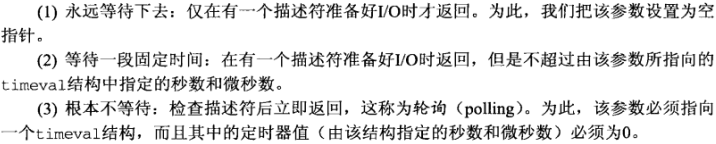 (1) 永远等待下去：仅在有一个描述符准备好I/O时才返回。为此，我们把该参数设置为空
指针。
(2) 等待一段固定时间：在有一个描述符准备好I/O时返回，但是不超过由该参数所指向的
timeval结构中指定的秒数和微秒数。
(3) 根本不等待：检查描述符后立即返回，这称为轮询（polling）。为此，该参数必须指向
一个timeval结构，而且其中的定时器值（由该结构指定的秒数和微秒数）必须为0。